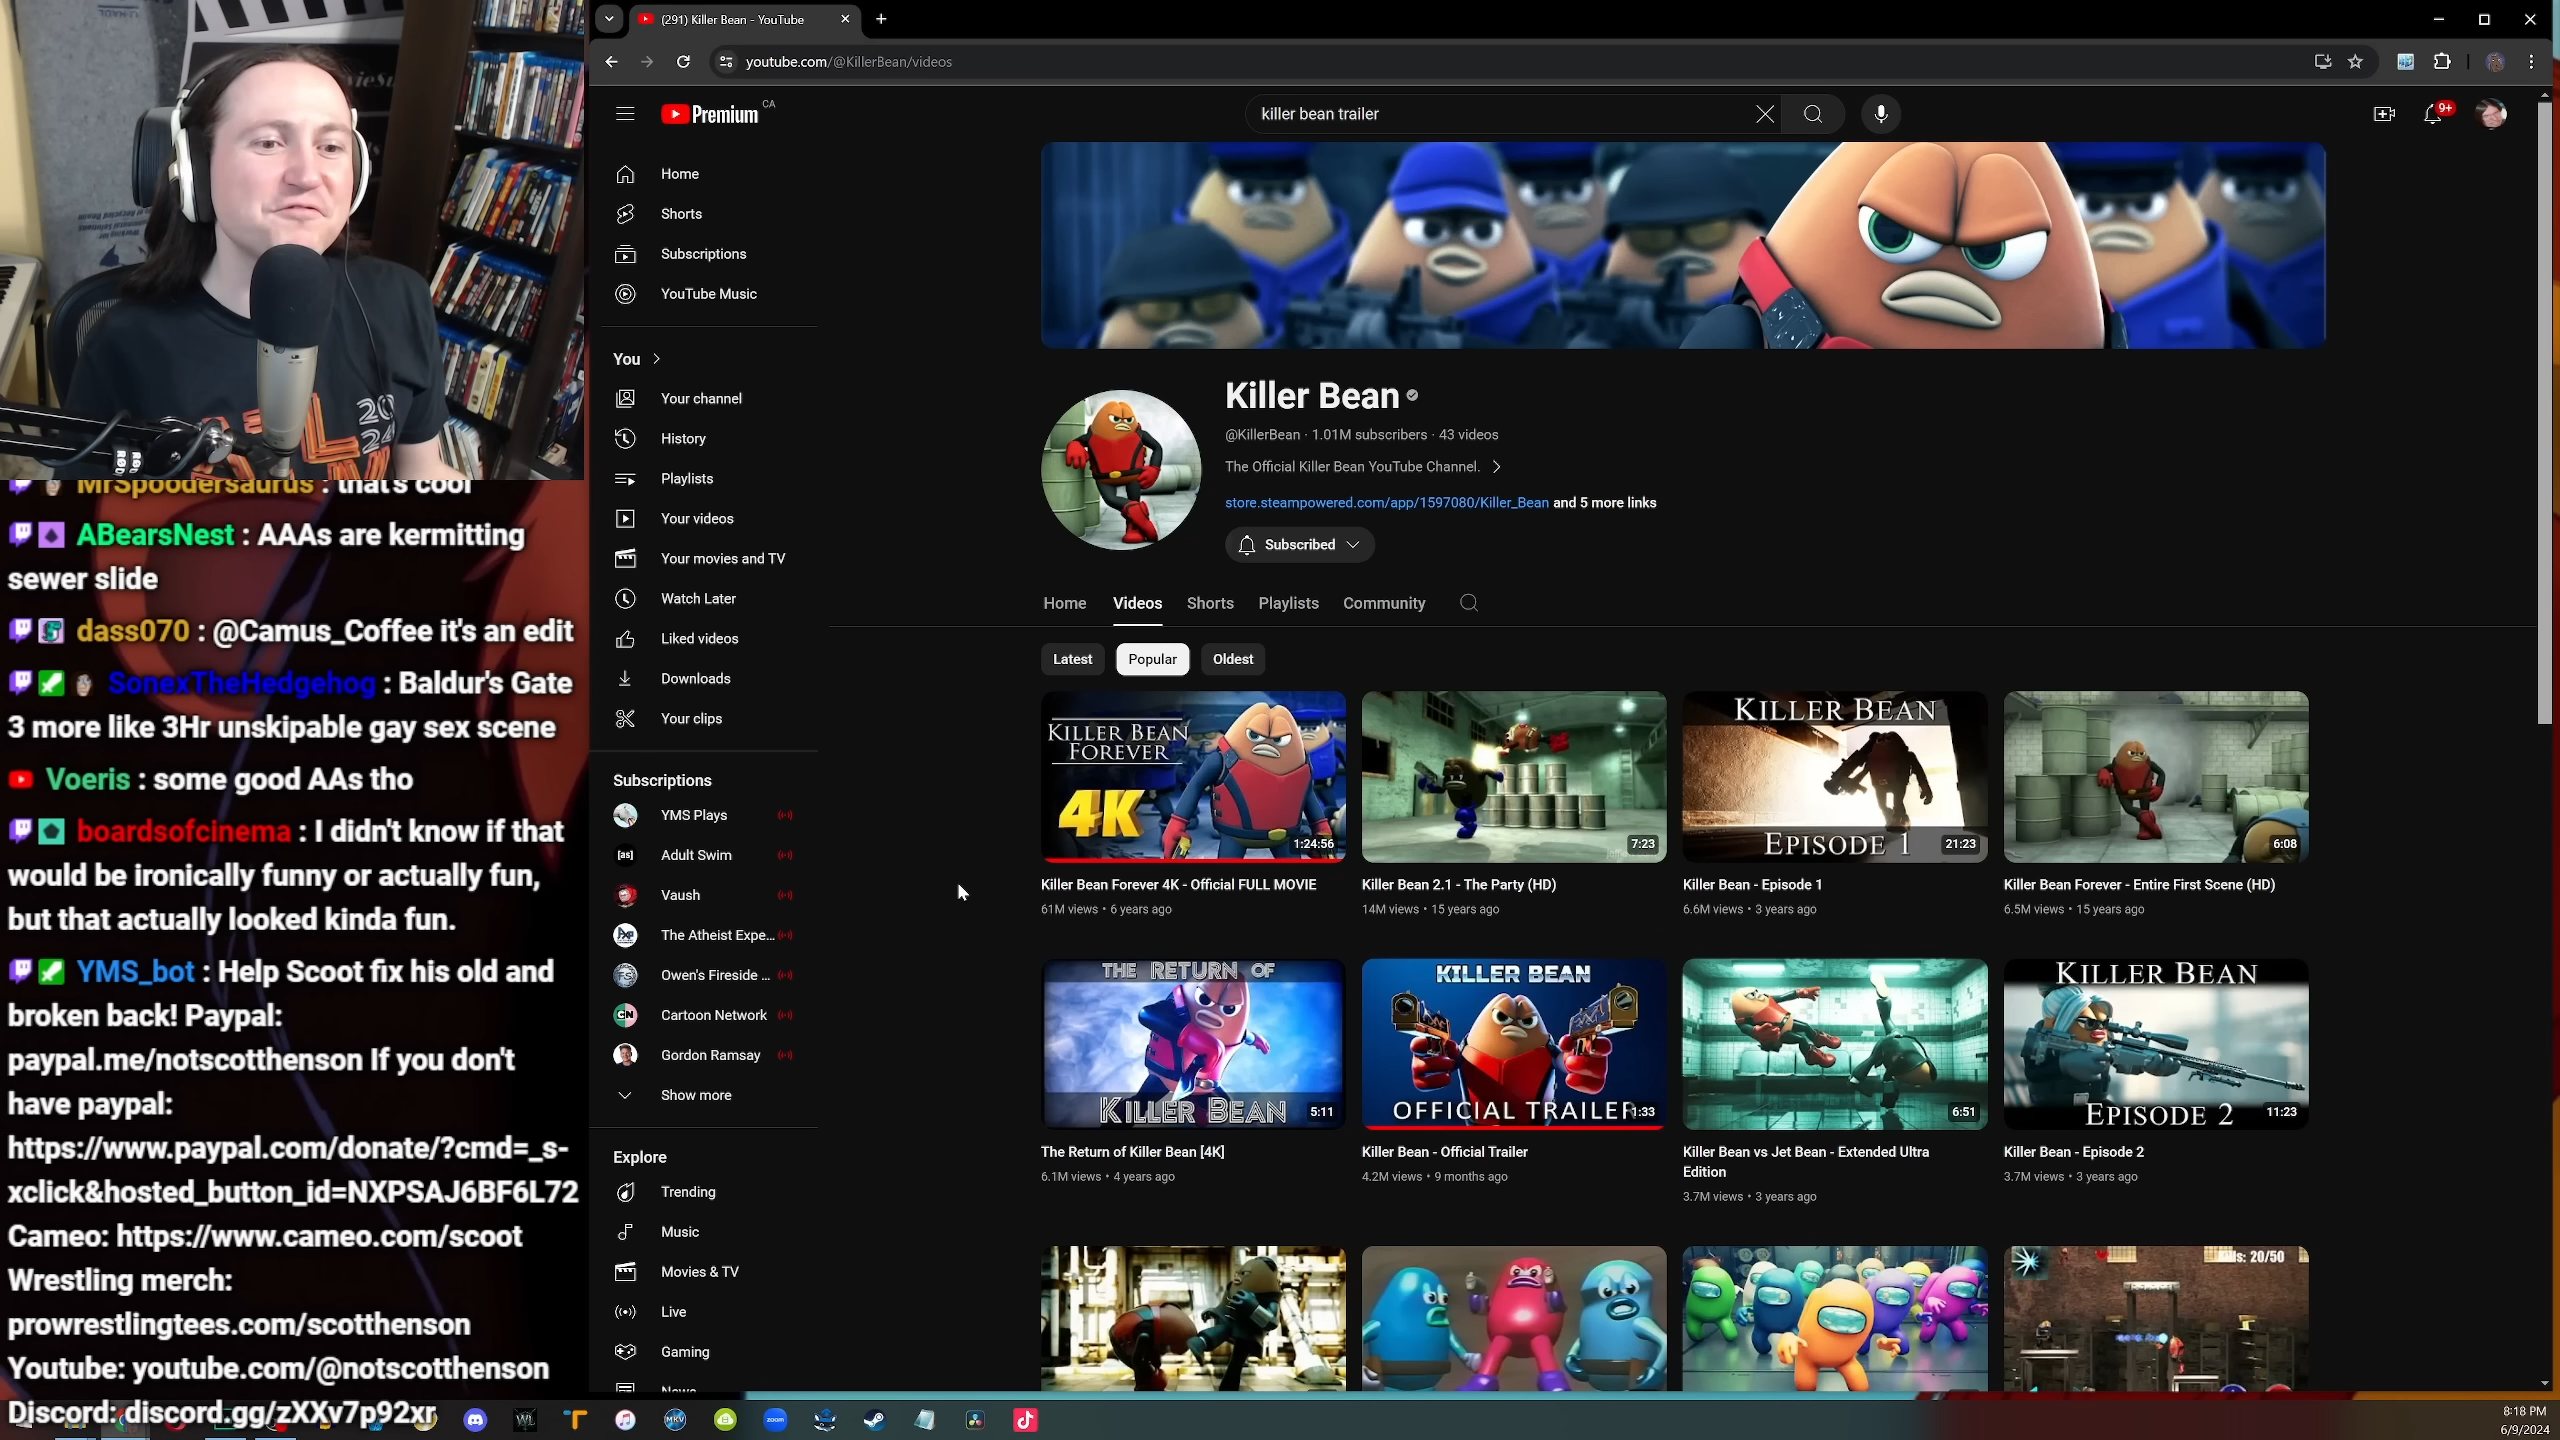 (291) Killer Bean - YouTube
youtube.com/@KillerBean/videos
Premium CA
killer bean trailer
9+
Home
Shorts
Subscriptions
YouTube Music
You
Your channel
History
Playlists
Your videos
Your movies and TV
Watch Later
Liked videos
Downloads
Your clips
Subscriptions
YMS Plays
Adult Swim
Vaush
The Atheist Expe...
Owen's Fireside ...
Cartoon Network
Gordon Ramsay
Show more
Explore
Trending
Music
Movies & TV
Live
Gaming
News
Killer Bean
@KillerBean · 1.01M subscribers · 43 videos
The Official Killer Bean YouTube Channel.
store.steampowered.com/app/1597080/Killer_Bean and 5 more links
Subscribed
Home Videos Shorts Playlists Community
Latest Popular Oldest
KILLER BEAN
FOREVER
4K
1:24:56
Killer Bean Forever 4K - Official FULL MOVIE
61M views • 6 years ago
7:23
Killer Bean 2.1 - The Party (HD)
14M views • 15 years ago
KILLER BEAN
EPISODE 1
21:23
Killer Bean - Episode 1
6.6M views • 3 years ago
6:08
Killer Bean Forever - Entire First Scene (HD)
6.5M views • 15 years ago
THE RETURN OF
KILLER BEAN
5:11
The Return of Killer Bean [4K]
6.1M views • 4 years ago
KILLER BEAN
OFFICIAL TRAILER
1:33
Killer Bean - Official Trailer
4.2M views • 9 months ago
6:51
Killer Bean vs Jet Bean - Extended Ultra
Edition
3.7M views • 3 years ago
KILLER BEAN
EPISODE 2
11:23
Killer Bean - Episode 2
3.7M views • 3 years ago
20/50
20
24
RØDE
MrSpoodersaurus : that's cool
ABearsNest : AAAs are kermitting
sewer slide
dass070 : @Camus_Coffee it's an edit
SonexTheHedgehog : Baldur's Gate
3 more like 3Hr unskipable gay sex scene
Voeris : some good AAs tho
boardsofcinema : I didn't know if that
would be ironically funny or actually fun,
but that actually looked kinda fun.
YMS_bot : Help Scoot fix his old and
broken back! Paypal:
paypal.me/notscotthenson If you don't
have paypal:
https://www.paypal.com/donate/?cmd=_s-
xclick&hosted_button_id=NXPSAJ6BF6L72
Cameo: https://www.cameo.com/scoot
Wrestling merch:
prowrestlingtees.com/scotthenson
Youtube: youtube.com/@notscotthenson
Discord: discord.gg/zXXv7p92xr
MKV
zoom
8:18 PM
6/9/2024